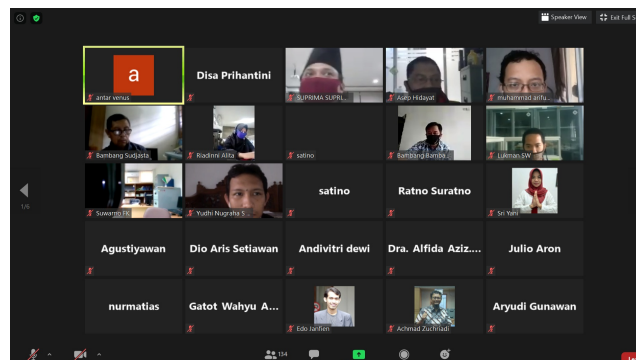 Speaker View
Exit Full S
a
antar venus
Disa Prihantini
SUPRIMA SUPRI...
Asep Hidayat
muhammad arifu...
Bambang Sudjasta
Riadinni Alita
satino
Bambang Bamba...
Lukman SW
1/6
Suwarno FK
Yudhi Nugraha S...
satino
Ratno Suratno
Sri Yani
Agustiyawan
Dio Aris Setiawan
Andivitri dewi
Dra. Alfida Aziz....
Julio Aron
nurmatias
Gatot Wahyu A...
Edo Janfien
Achmad Zuchriadi
Aryudi Gunawan
134